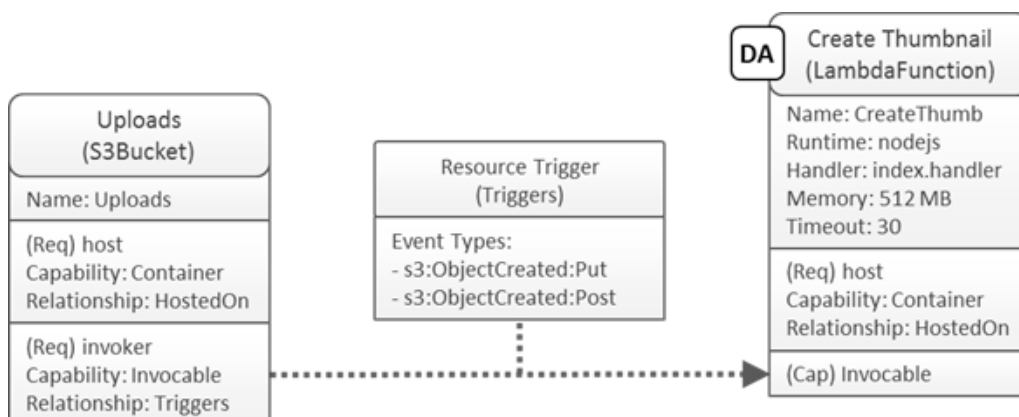 Uploads
(S3Bucket)
Name: Uploads
(Req) host
Capability: Container
Relationship: HostedOn
(Req) invoker
Capability: Invocable
Relationship: Triggers
Resource Trigger
(Triggers)
Event Types:
- s3:ObjectCreated:Put
- s3:ObjectCreated:Post
DA
Create Thumbnail
(LambdaFunction)
Name: CreateThumb
Runtime: nodejs
Handler: index.handler
Memory: 512 MB
Timeout: 30
(Req) host
Capability: Container
Relationship: HostedOn
(Cap) Invocable